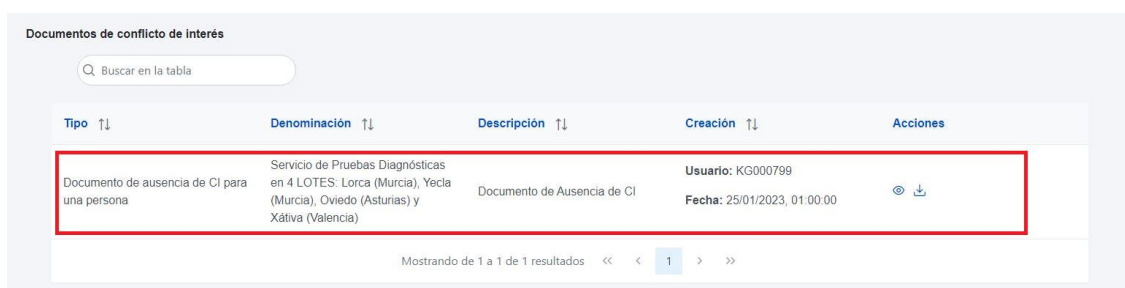 Documentos de conflicto de interés
Buscar en la tabla
Tipo
Denominación
Descripción
Creación
Acciones
Documento de ausencia de CI para
una persona
Servicio de Pruebas Diagnósticas
en 4 LOTES: Lorca (Murcia), Yecla
(Murcia), Oviedo (Asturias) y
Xátiva (Valencia)
Documento de Ausencia de CI
Usuario: KG000799
Fecha: 25/01/2023, 01:00:00
Mostrando de 1 a 1 de 1 resultados << < 1 > >>